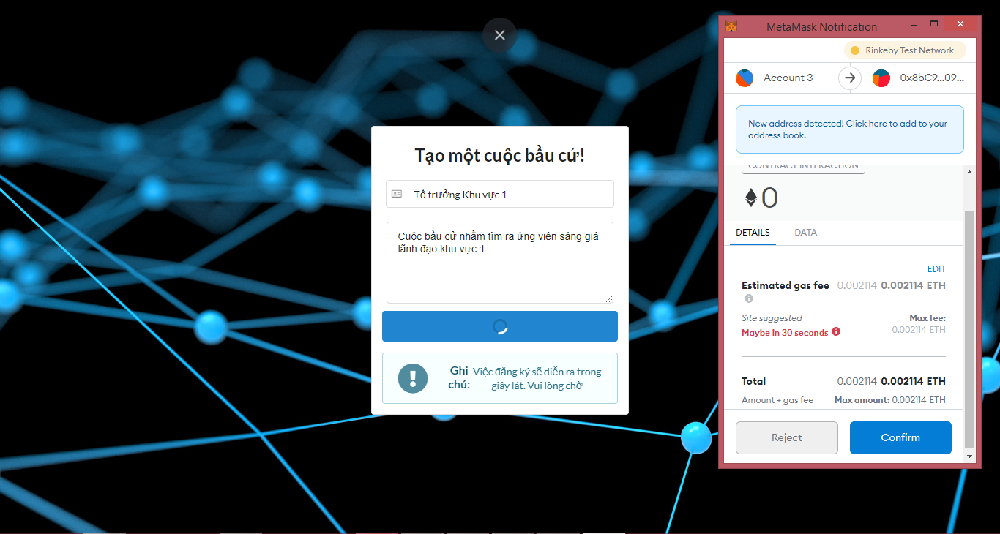 Tạo một cuộc bầu cử!
Tổ trưởng Khu vực 1
Cuộc bầu cử nhằm tìm ra ứng viên sáng giá
lãnh đạo khu vực 1
Ghi chú: Việc đăng ký sẽ diễn ra trong
giây lát. Vui lòng chờ
MetaMask Notification
Rinkeby Test Network
Account 3
0x8bC9...09...
New address detected! Click here to add to your
address book.
CONTRACT INTERACTION
0
DETAILS DATA
EDIT
Estimated gas fee 0.002114 0.002114 ETH
Site suggested Max fee:
Maybe in 30 seconds 0.002114 ETH
Total 0.002114 0.002114 ETH
Amount + gas fee Max amount: 0.002114 ETH
Reject Confirm